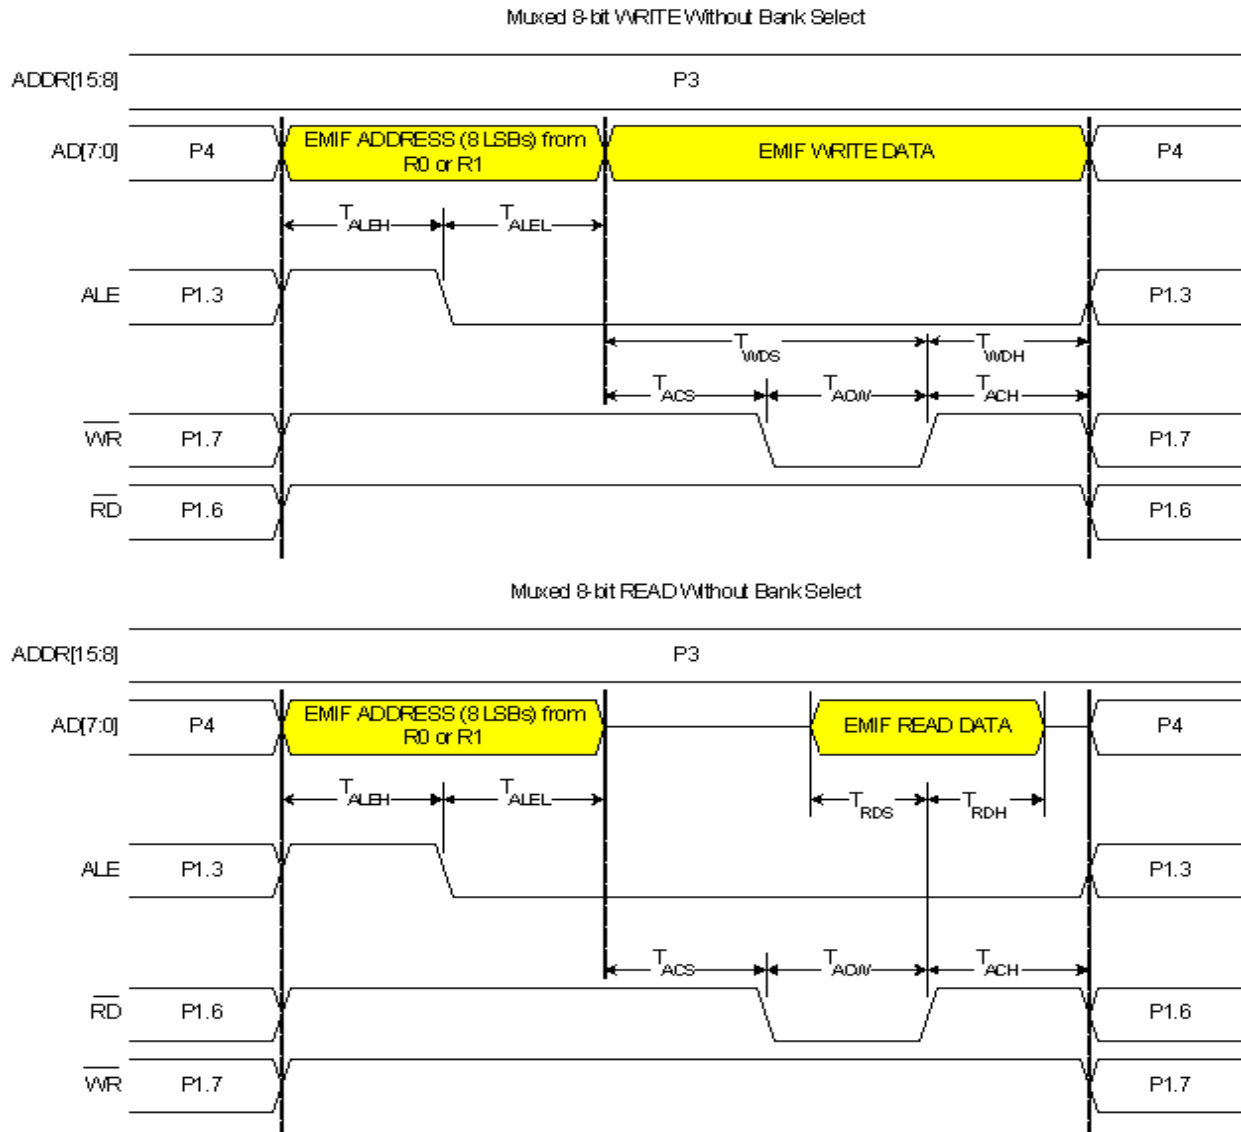 Muxed 8-bit WRITE Without Bank Select
ADDR[15:8] P3
AD[7:0] P4 EMIF ADDRESS (8 LSBs) from R0 or R1 EMIF WRITE DATA P4
TALEH TALEL
ALE P1.3 P1.3
TWDS TWDH
TACS TACW TACH
WR P1.7 P1.7
RD P1.6 P1.6
Muxed 8-bit READ Without Bank Select
ADDR[15:8] P3
AD[7:0] P4 EMIF ADDRESS (8 LSBs) from R0 or R1 EMIF READ DATA P4
TALEH TALEL TRDS TRDH
ALE P1.3 P1.3
TACS TACW TACH
RD P1.6 P1.6
WR P1.7 P1.7